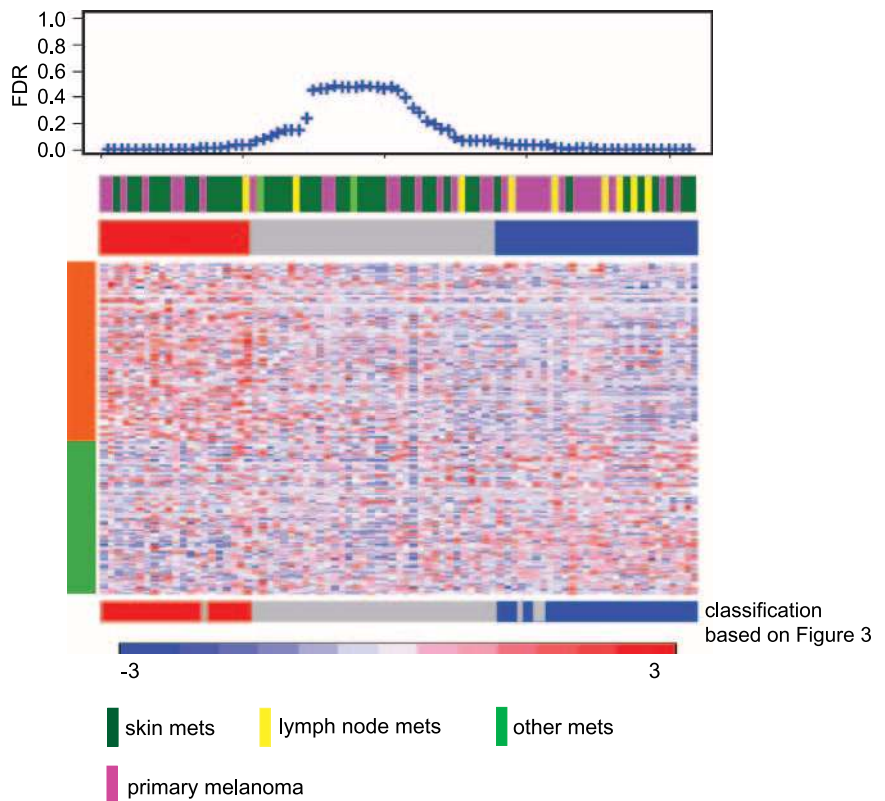 FDR
1.0
0.8
0.6
0.4
0.2
0.0
classification
based on Figure 3
-3
3
skin mets
lymph node mets
other mets
primary melanoma